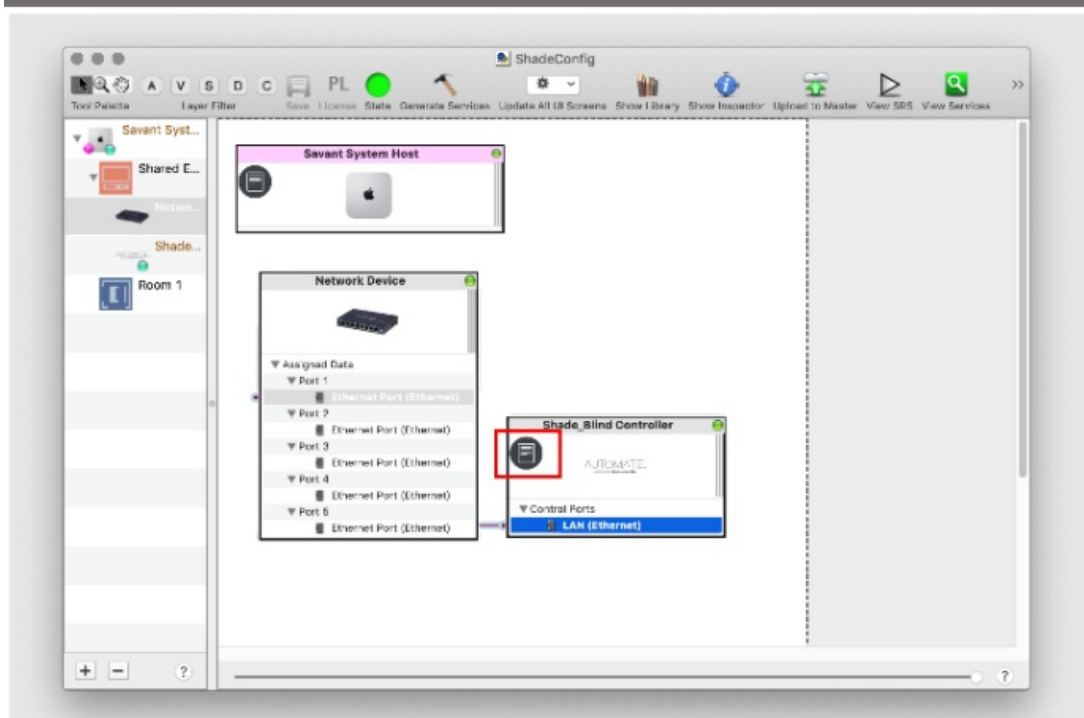 ShadeConfig
A V S D C PL
Tool Palette Layer Filter Save License State Generate Services Update All UI Screens Show Library Show Inspector Upload to Master View SRS View Services
Savant Syst...
Shared E...
Netwo...
Shade...
Room 1
Savant System Host
Network Device
Assigned Data
Port 1
Ethernet Port (Ethernet)
Port 2
Ethernet Port (Ethernet)
Port 3
Ethernet Port (Ethernet)
Port 4
Ethernet Port (Ethernet)
Port 5
Ethernet Port (Ethernet)
Shade_Blind Controller
AUTOMATE
Control Ports
LAN (Ethernet)